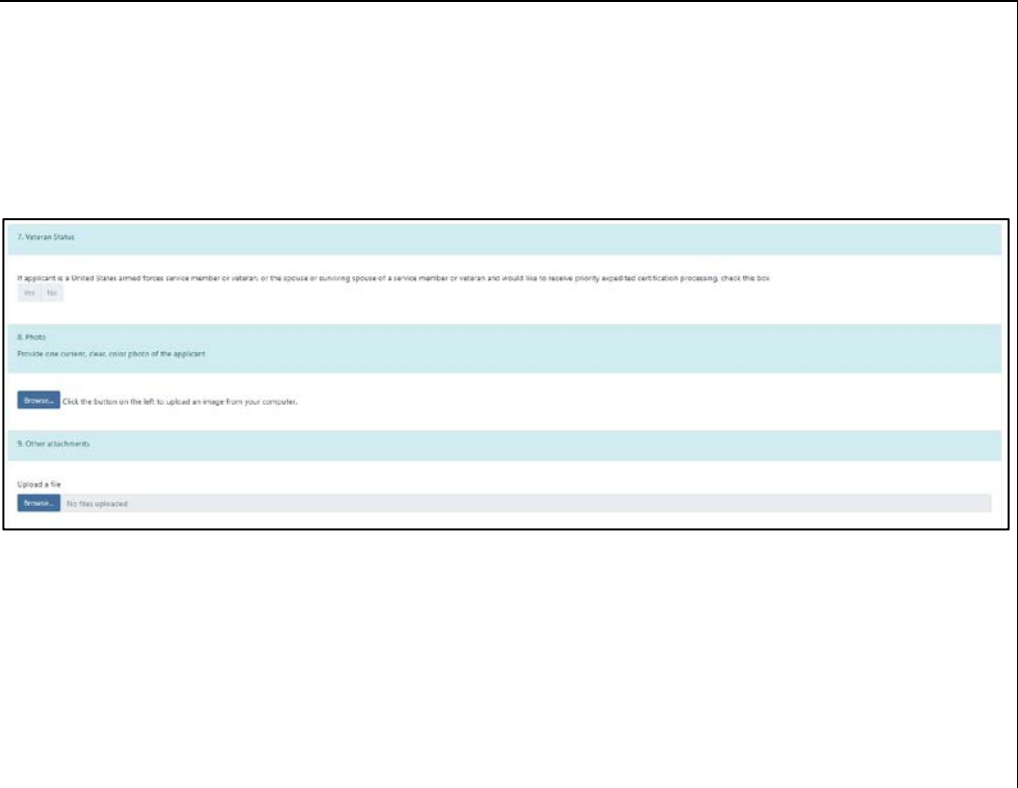 7. Veteran Status
If applicant is a United States armed forces service member or veteran, or the spouse or surviving spouse of a service member or veteran and would like to receive priority expedited certification processing, check this box
Yes No
8. Photo
Provide one current, clear, color photo of the applicant
Browse... Click the button on the left to upload an image from your computer.
9. Other attachments
Upload a file
Browse... No files uploaded